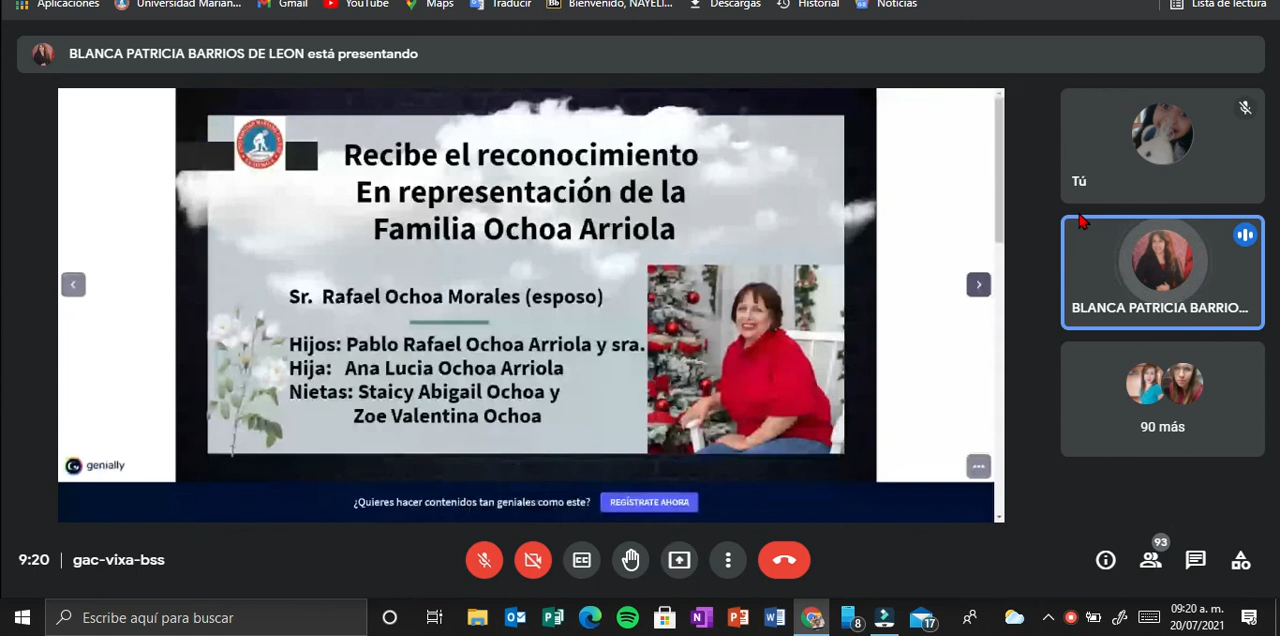 Aplicaciones
Universidad Marian...
Gmail
YouTube
Maps
Traducir
Bienvenido, NAYELI...
Descargas
Historial
Noticias
Lista de lectura
BLANCA PATRICIA BARRIOS DE LEON está presentando
Recibe el reconocimiento
En representación de la
Familia Ochoa Arriola
Sr. Rafael Ochoa Morales (esposo)
Hijos: Pablo Rafael Ochoa Arriola y sra.
Hija: Ana Lucia Ochoa Arriola
Nietas: Staicy Abigail Ochoa y
Zoe Valentina Ochoa
genially
¿Quieres hacer contenidos tan geniales como este? REGÍSTRATE AHORA
Tú
BLANCA PATRICIA BARRIO...
90 más
9:20 | gac-vixa-bss
93
Escribe aquí para buscar
8
17
09:20 a. m.
20/07/2021